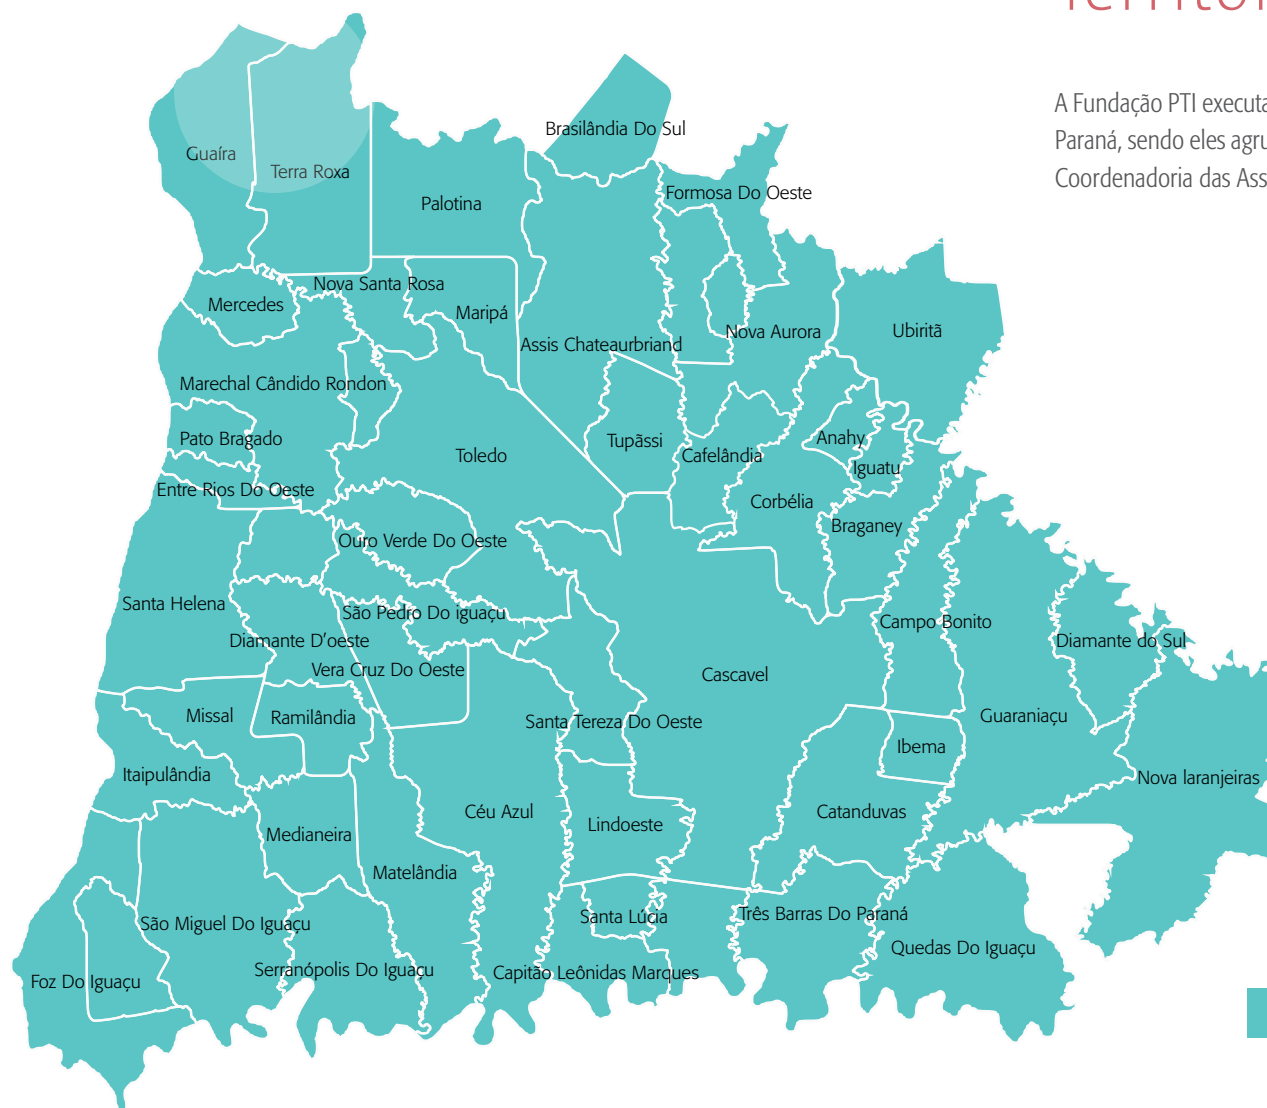 A Fundação PTI executa
Paraná, sendo eles agru
Coordenadoria das Ass
Brasilândia Do Sul
Guaíra
Terra Roxa
Formosa Do Oeste
Palotina
Nova Santa Rosa
Mercedes
Maripá
Nova Aurora
Ubiritã
Assis Chateaurbriand
Marechal Cândido Rondon
Pato Bragado
Toledo
Tupãssi
Cafelândia
Anahy
Iguatu
Entre Rios Do Oeste
Corbélia
Braganey
Ouro Verde Do Oeste
Santa Helena
São Pedro Do iguaçu
Campo Bonito
Diamante D'oeste
Diamante do Sul
Vera Cruz Do Oeste
Cascavel
Missal
Ramilândia
Santa Tereza Do Oeste
Guaraniaçu
Ibema
Itaipulândia
Nova laranjeiras
Céu Azul
Lindoeste
Catanduvas
Medianeira
Matelândia
São Miguel Do Iguaçu
Santa Lúcia
Três Barras Do Paraná
Quedas Do Iguaçu
Foz Do Iguaçu
Serranópolis Do Iguaçu
Capitão Leônidas Marques